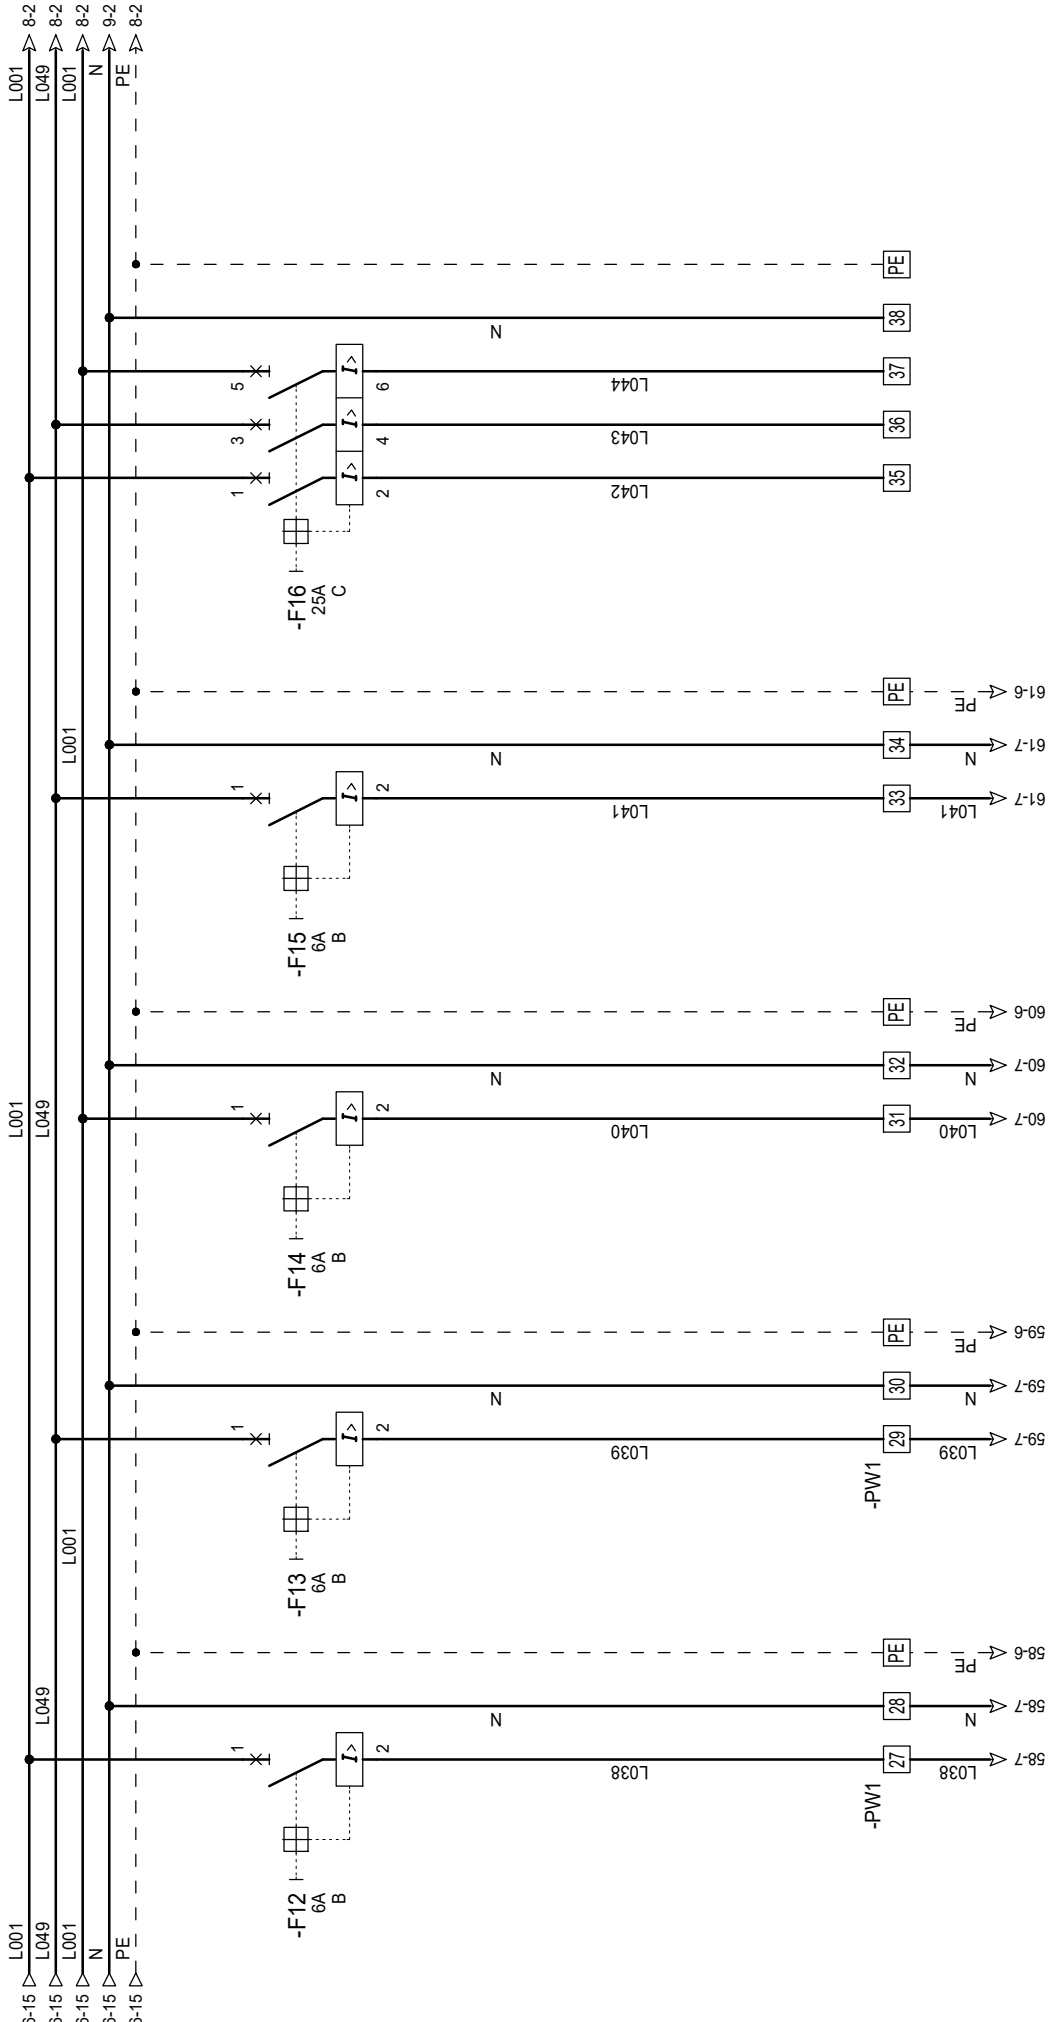 6-15 L001 L001 L001 8-2
6-15 L049 L049 L049 L049 8-2
6-15 L001 L001 L001 L001 8-2
6-15 N N 9-2
6-15 PE PE 8-2
-F12
6A
B
1
I>
2
L038
N
-PW1
27
28
PE
L038
N
PE
58-7
58-7
58-6
-F13
6A
B
1
I>
2
L039
N
-PW1
29
30
PE
L039
N
PE
59-7
59-7
59-6
-F14
6A
B
1
I>
2
L040
N
31
32
PE
L040
N
PE
60-7
60-7
60-6
-F15
6A
B
1
I>
2
L041
N
33
34
PE
L041
N
PE
61-7
61-7
61-6
-F16
25A
C
1
3
5
I>
I>
I>
2
4
6
L042
L043
L044
N
35
36
37
38
PE